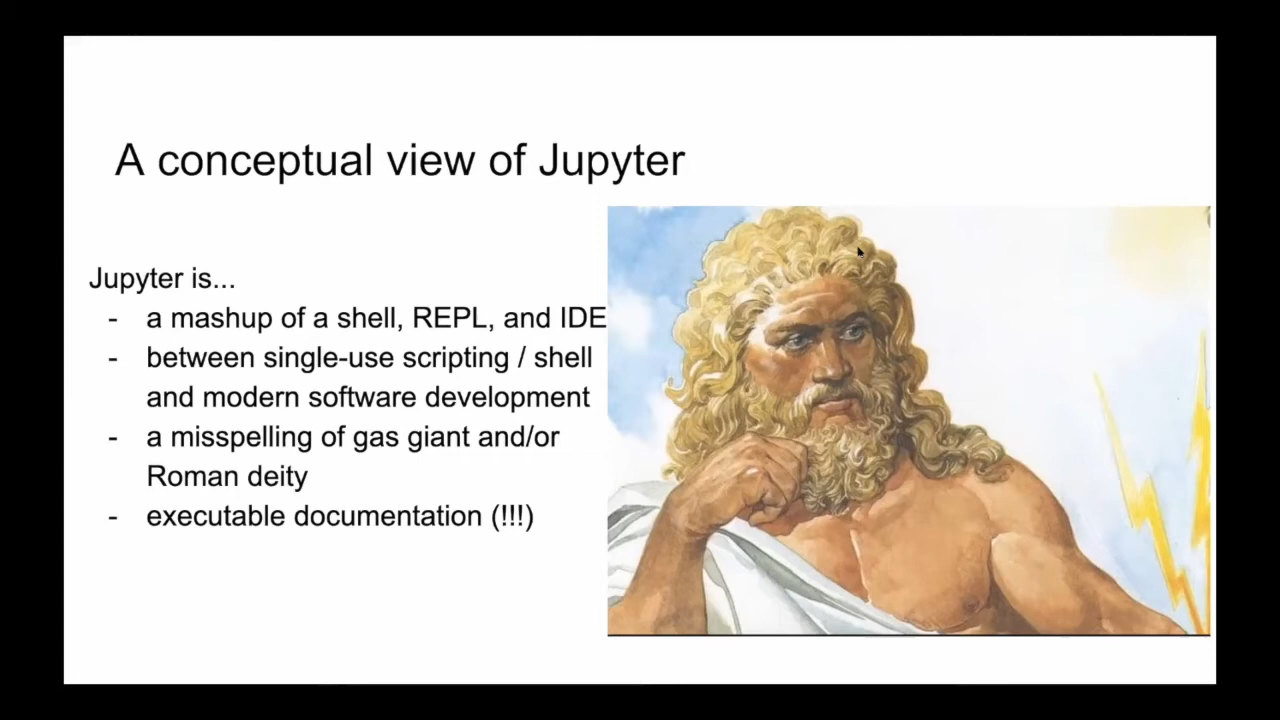 A conceptual view of Jupyter
Jupyter is...
- a mashup of a shell, REPL, and IDE
- between single-use scripting / shell
and modern software development
- a misspelling of gas giant and/or
Roman deity
- executable documentation (!!!)